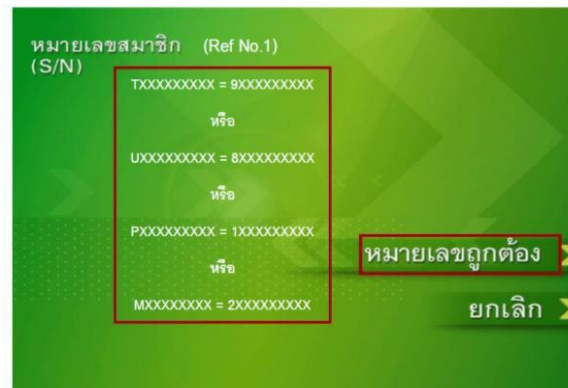 หมายเลขสมาชิก (Ref No.1)
(S/N)
TXXXXXXXXX = 9XXXXXXXXX
หรือ
UXXXXXXXXX = 8XXXXXXXXX
หรือ
PXXXXXXXXX = 1XXXXXXXXX
หรือ
MXXXXXXXX = 2XXXXXXXXX
หมายเลขถูกต้อง
ยกเลิก